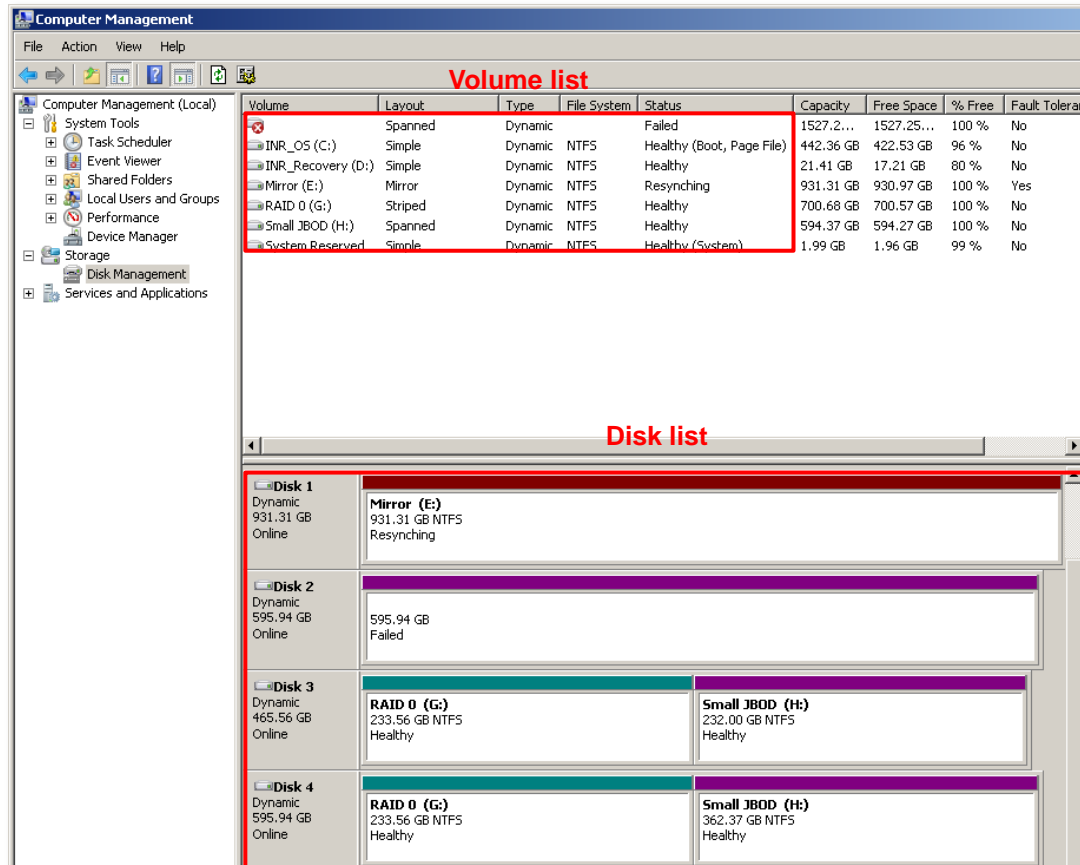 Computer Management
File Action View Help
Volume list
Computer Management (Local)
System Tools
Task Scheduler
Event Viewer
Shared Folders
Local Users and Groups
Performance
Device Manager
Storage
Disk Management
Services and Applications
Volume Layout Type File System Status Capacity Free Space % Free Fault Toleran
Spanned Dynamic Failed 1527.2... 1527.25... 100 % No
INR_OS (C:) Simple Dynamic NTFS Healthy (Boot, Page File) 442.36 GB 422.53 GB 96 % No
INR_Recovery (D:) Simple Dynamic NTFS Healthy 21.41 GB 17.21 GB 80 % No
Mirror (E:) Mirror Dynamic NTFS Resynching 931.31 GB 930.97 GB 100 % Yes
RAID 0 (G:) Striped Dynamic NTFS Healthy 700.68 GB 700.57 GB 100 % No
Small JBOD (H:) Spanned Dynamic NTFS Healthy 594.37 GB 594.27 GB 100 % No
System Reserved Simple Dynamic NTFS Healthy (System) 1.99 GB 1.96 GB 99 % No
Disk list
Disk 1
Dynamic
931.31 GB
Online
Mirror (E:)
931.31 GB NTFS
Resynching
Disk 2
Dynamic
595.94 GB
Online
595.94 GB
Failed
Disk 3
Dynamic
465.56 GB
Online
RAID 0 (G:)
233.56 GB NTFS
Healthy
Small JBOD (H:)
232.00 GB NTFS
Healthy
Disk 4
Dynamic
595.94 GB
Online
RAID 0 (G:)
233.56 GB NTFS
Healthy
Small JBOD (H:)
362.37 GB NTFS
Healthy